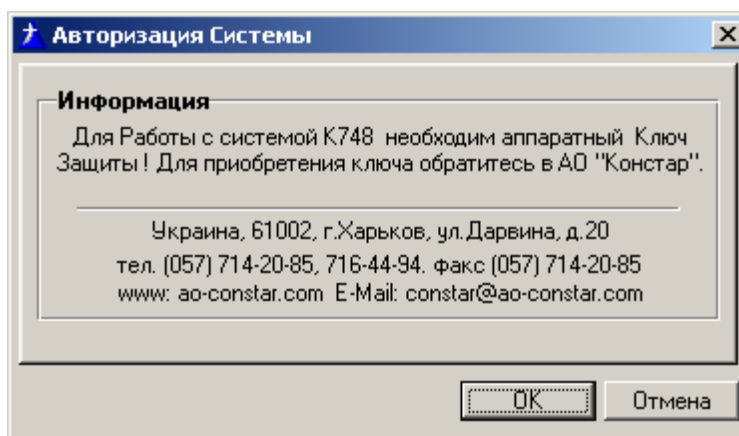 Авторизация Системы
Информация
Для Работы с системой К748 необходим аппаратный Ключ
Защиты ! Для приобретения ключа обратитесь в АО "Констар".
Украина, 61002, г.Харьков, ул.Дарвина, д.20
тел. (057) 714-20-85, 716-44-94. факс (057) 714-20-85
www: ao-constar.com E-Mail: constar@ao-constar.com
OK Отмена